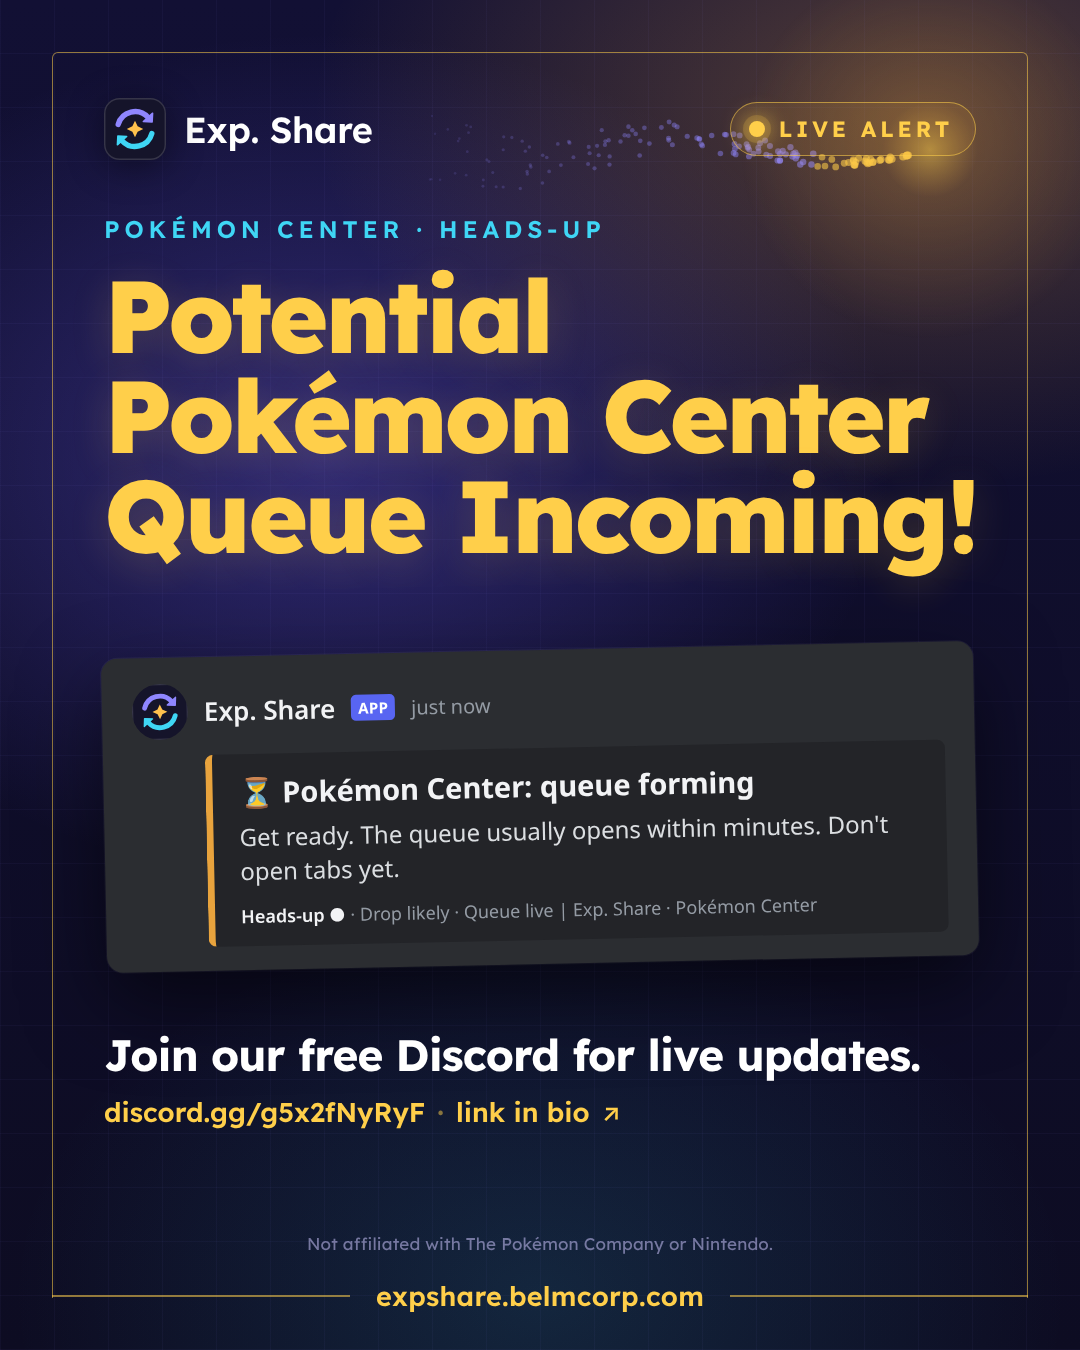 Exp. Share
LIVE ALERT
POKÉMON CENTER · HEADS-UP
Potential
Pokémon Center
Queue Incoming!
Exp. Share APP just now
⏳ Pokémon Center: queue forming
Get ready. The queue usually opens within minutes. Don't
open tabs yet.
Heads-up ● · Drop likely · Queue live | Exp. Share · Pokémon Center
Join our free Discord for live updates.
discord.gg/g5x2fNyRyF · link in bio ↗
Not affiliated with The Pokémon Company or Nintendo.
expshare.belmcorp.com